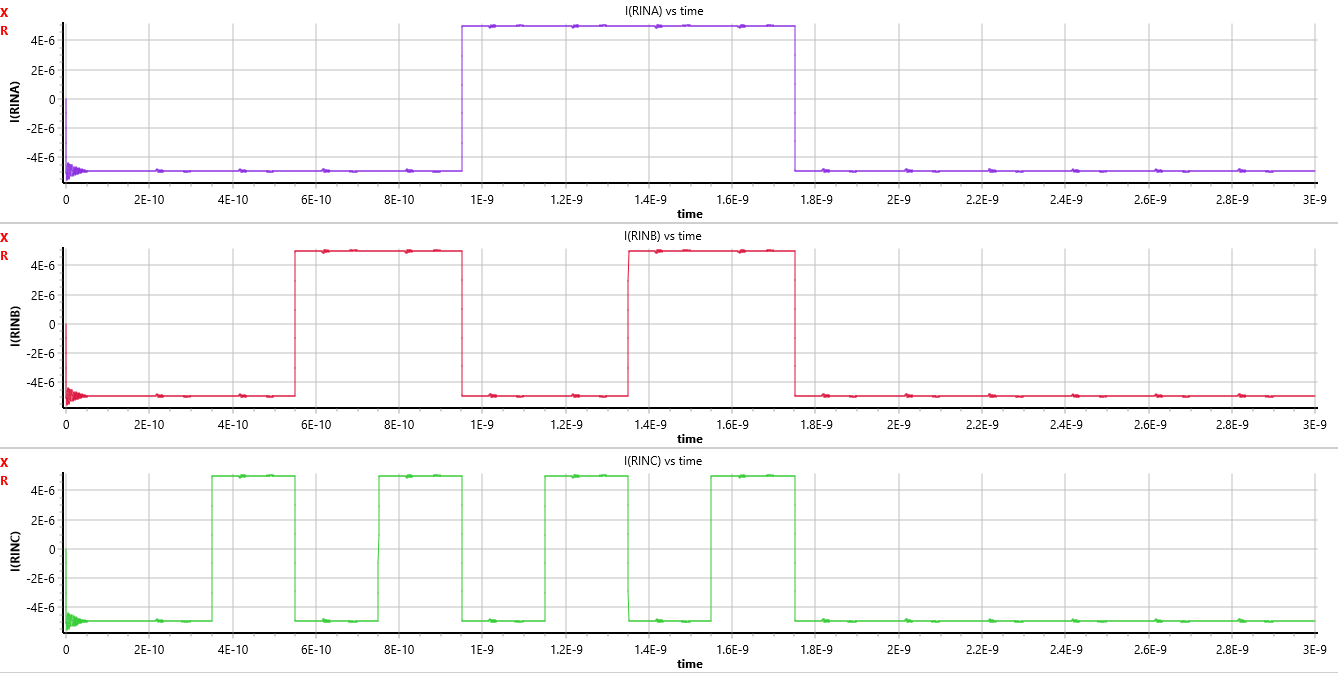 X
R
I(RINA) vs time
I(RINA)
4E-6
2E-6
0
-2E-6
-4E-6
0 2E-10 4E-10 6E-10 8E-10 1E-9 1.2E-9 1.4E-9 1.6E-9 1.8E-9 2E-9 2.2E-9 2.4E-9 2.6E-9 2.8E-9 3E-9
time
X
R
I(RINB) vs time
I(RINB)
4E-6
2E-6
0
-2E-6
-4E-6
0 2E-10 4E-10 6E-10 8E-10 1E-9 1.2E-9 1.4E-9 1.6E-9 1.8E-9 2E-9 2.2E-9 2.4E-9 2.6E-9 2.8E-9 3E-9
time
X
R
I(RINC) vs time
I(RINC)
4E-6
2E-6
0
-2E-6
-4E-6
0 2E-10 4E-10 6E-10 8E-10 1E-9 1.2E-9 1.4E-9 1.6E-9 1.8E-9 2E-9 2.2E-9 2.4E-9 2.6E-9 2.8E-9 3E-9
time